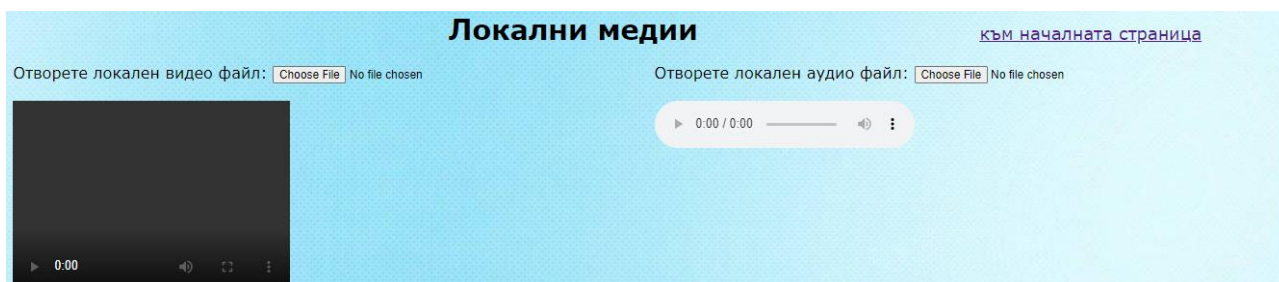 Локални медии
към началната страница
Отворете локален видео файл: Choose File No file chosen
Отворете локален аудио файл: Choose File No file chosen
0:00 / 0:00
0:00